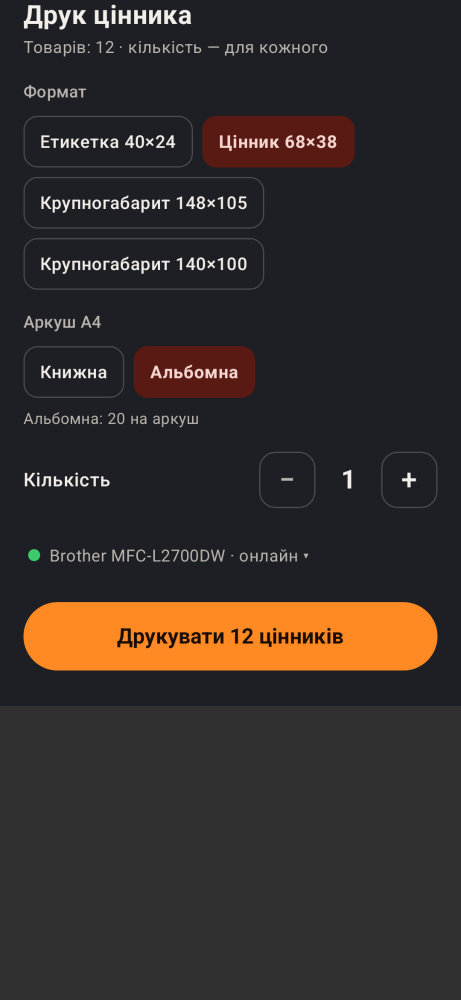 Друк цінника
Товарів: 12 · кількість — для кожного
Формат
Етикетка 40×24
Цінник 68×38
Крупногабарит 148×105
Крупногабарит 140×100
Аркуш А4
Книжна
Альбомна
Альбомна: 20 на аркуш
Кількість
− 1 +
Brother MFC-L2700DW · онлайн ▾
Друкувати 12 цінників